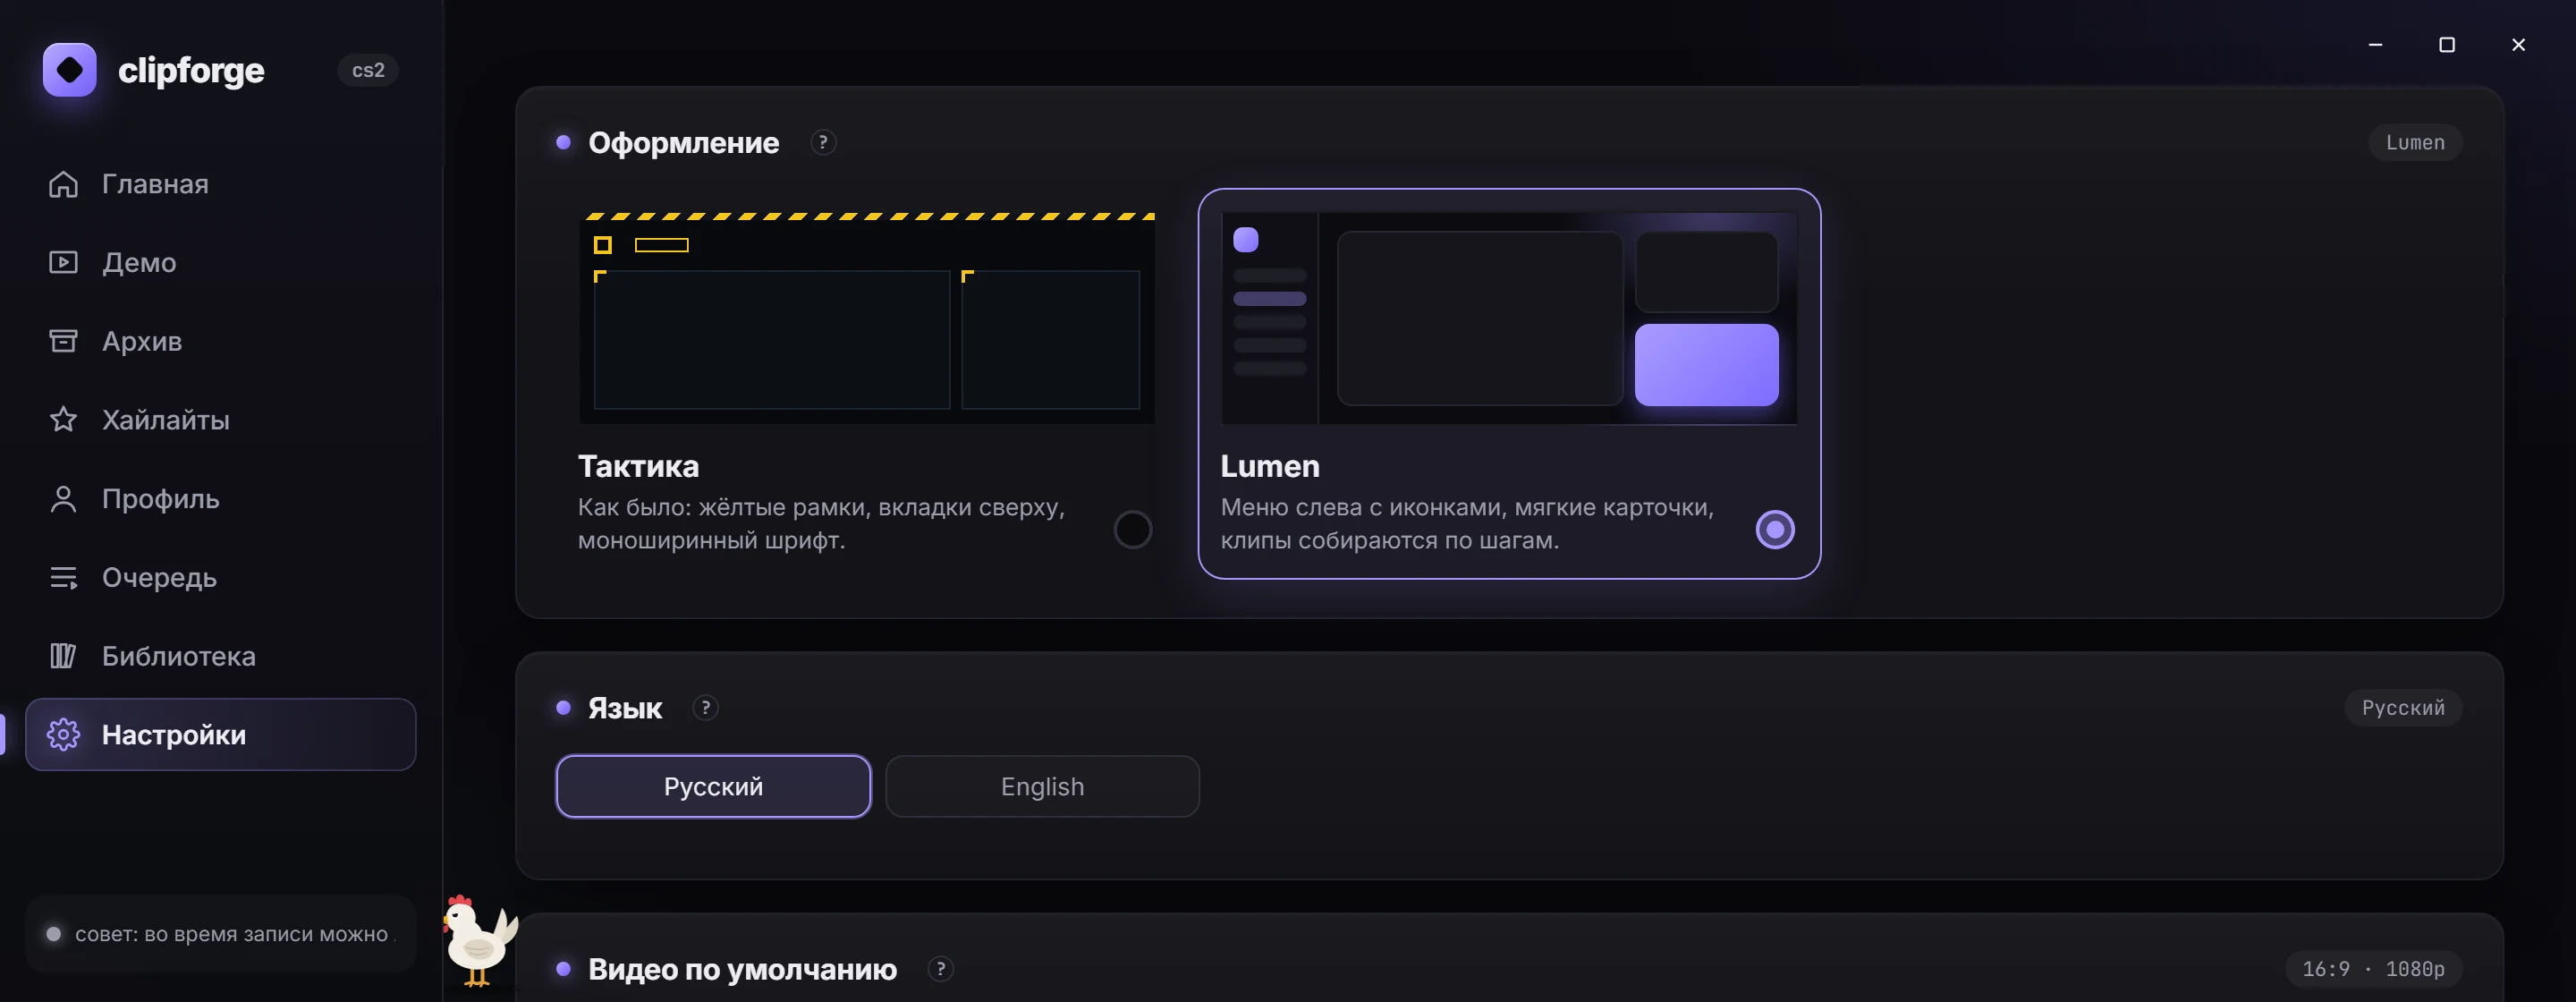 clipforge
cs2
Главная
Демо
Архив
Хайлайты
Профиль
Очередь
Библиотека
Настройки
совет: во время записи можно
Оформление
?
Lumen
Тактика
Как было: жёлтые рамки, вкладки сверху,
моноширинный шрифт.
Lumen
Меню слева с иконками, мягкие карточки,
клипы собираются по шагам.
Язык
?
Русский
Русский
English
Видео по умолчанию
?
16:9 · 1080p